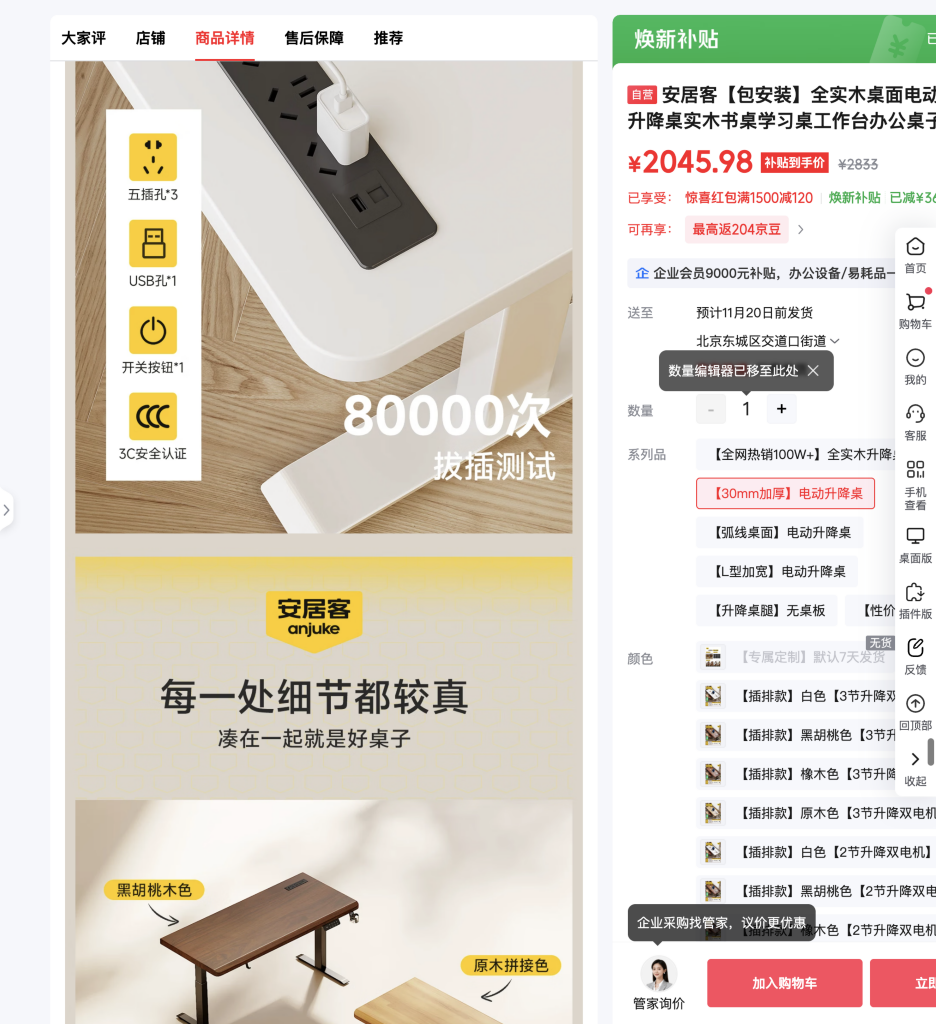 大家评
店铺
商品详情
售后保障
推荐
五插孔*3
USB孔*1
开关按钮*1
3C安全认证
80000次
拔插测试
安居客
anjuke
每一处细节都较真
凑在一起就是好桌子
黑胡桃木色
原木拼接色
焕新补贴
自营 安居客【包安装】全实木桌面电动
升降桌实木书桌学习桌工作台办公桌子
¥2045.98 补贴到手价 ¥2833
已享受: 惊喜红包满1500减120 焕新补贴 已减¥36
可再享: 最高返204京豆
企 企业会员9000元补贴，办公设备/易耗品一
送至 预计11月20日前发货
北京东城区交道口街道
数量编辑器已移至此处
数量 - 1 +
系列品 【全网热销100W+】全实木升降
【30mm加厚】电动升降桌
【弧线桌面】电动升降桌
【L型加宽】电动升降桌
【升降桌腿】无桌板 【性价
无货
颜色 【专属定制】默认7天发货
【插排款】白色【3节升降双
【插排款】黑胡桃色【3节升
【插排款】橡木色【3节升降
【插排款】原木色【3节升降双电机
【插排款】白色【2节升降双电机】
【插排款】黑胡桃色【2节升降双电
【插排款】橡木色【2节升降双电机
企业采购找管家，议价更优惠
管家询价
加入购物车
立即
首页
购物车
我的
客服
手机
查看
桌面版
插件版
反馈
回顶部
收起